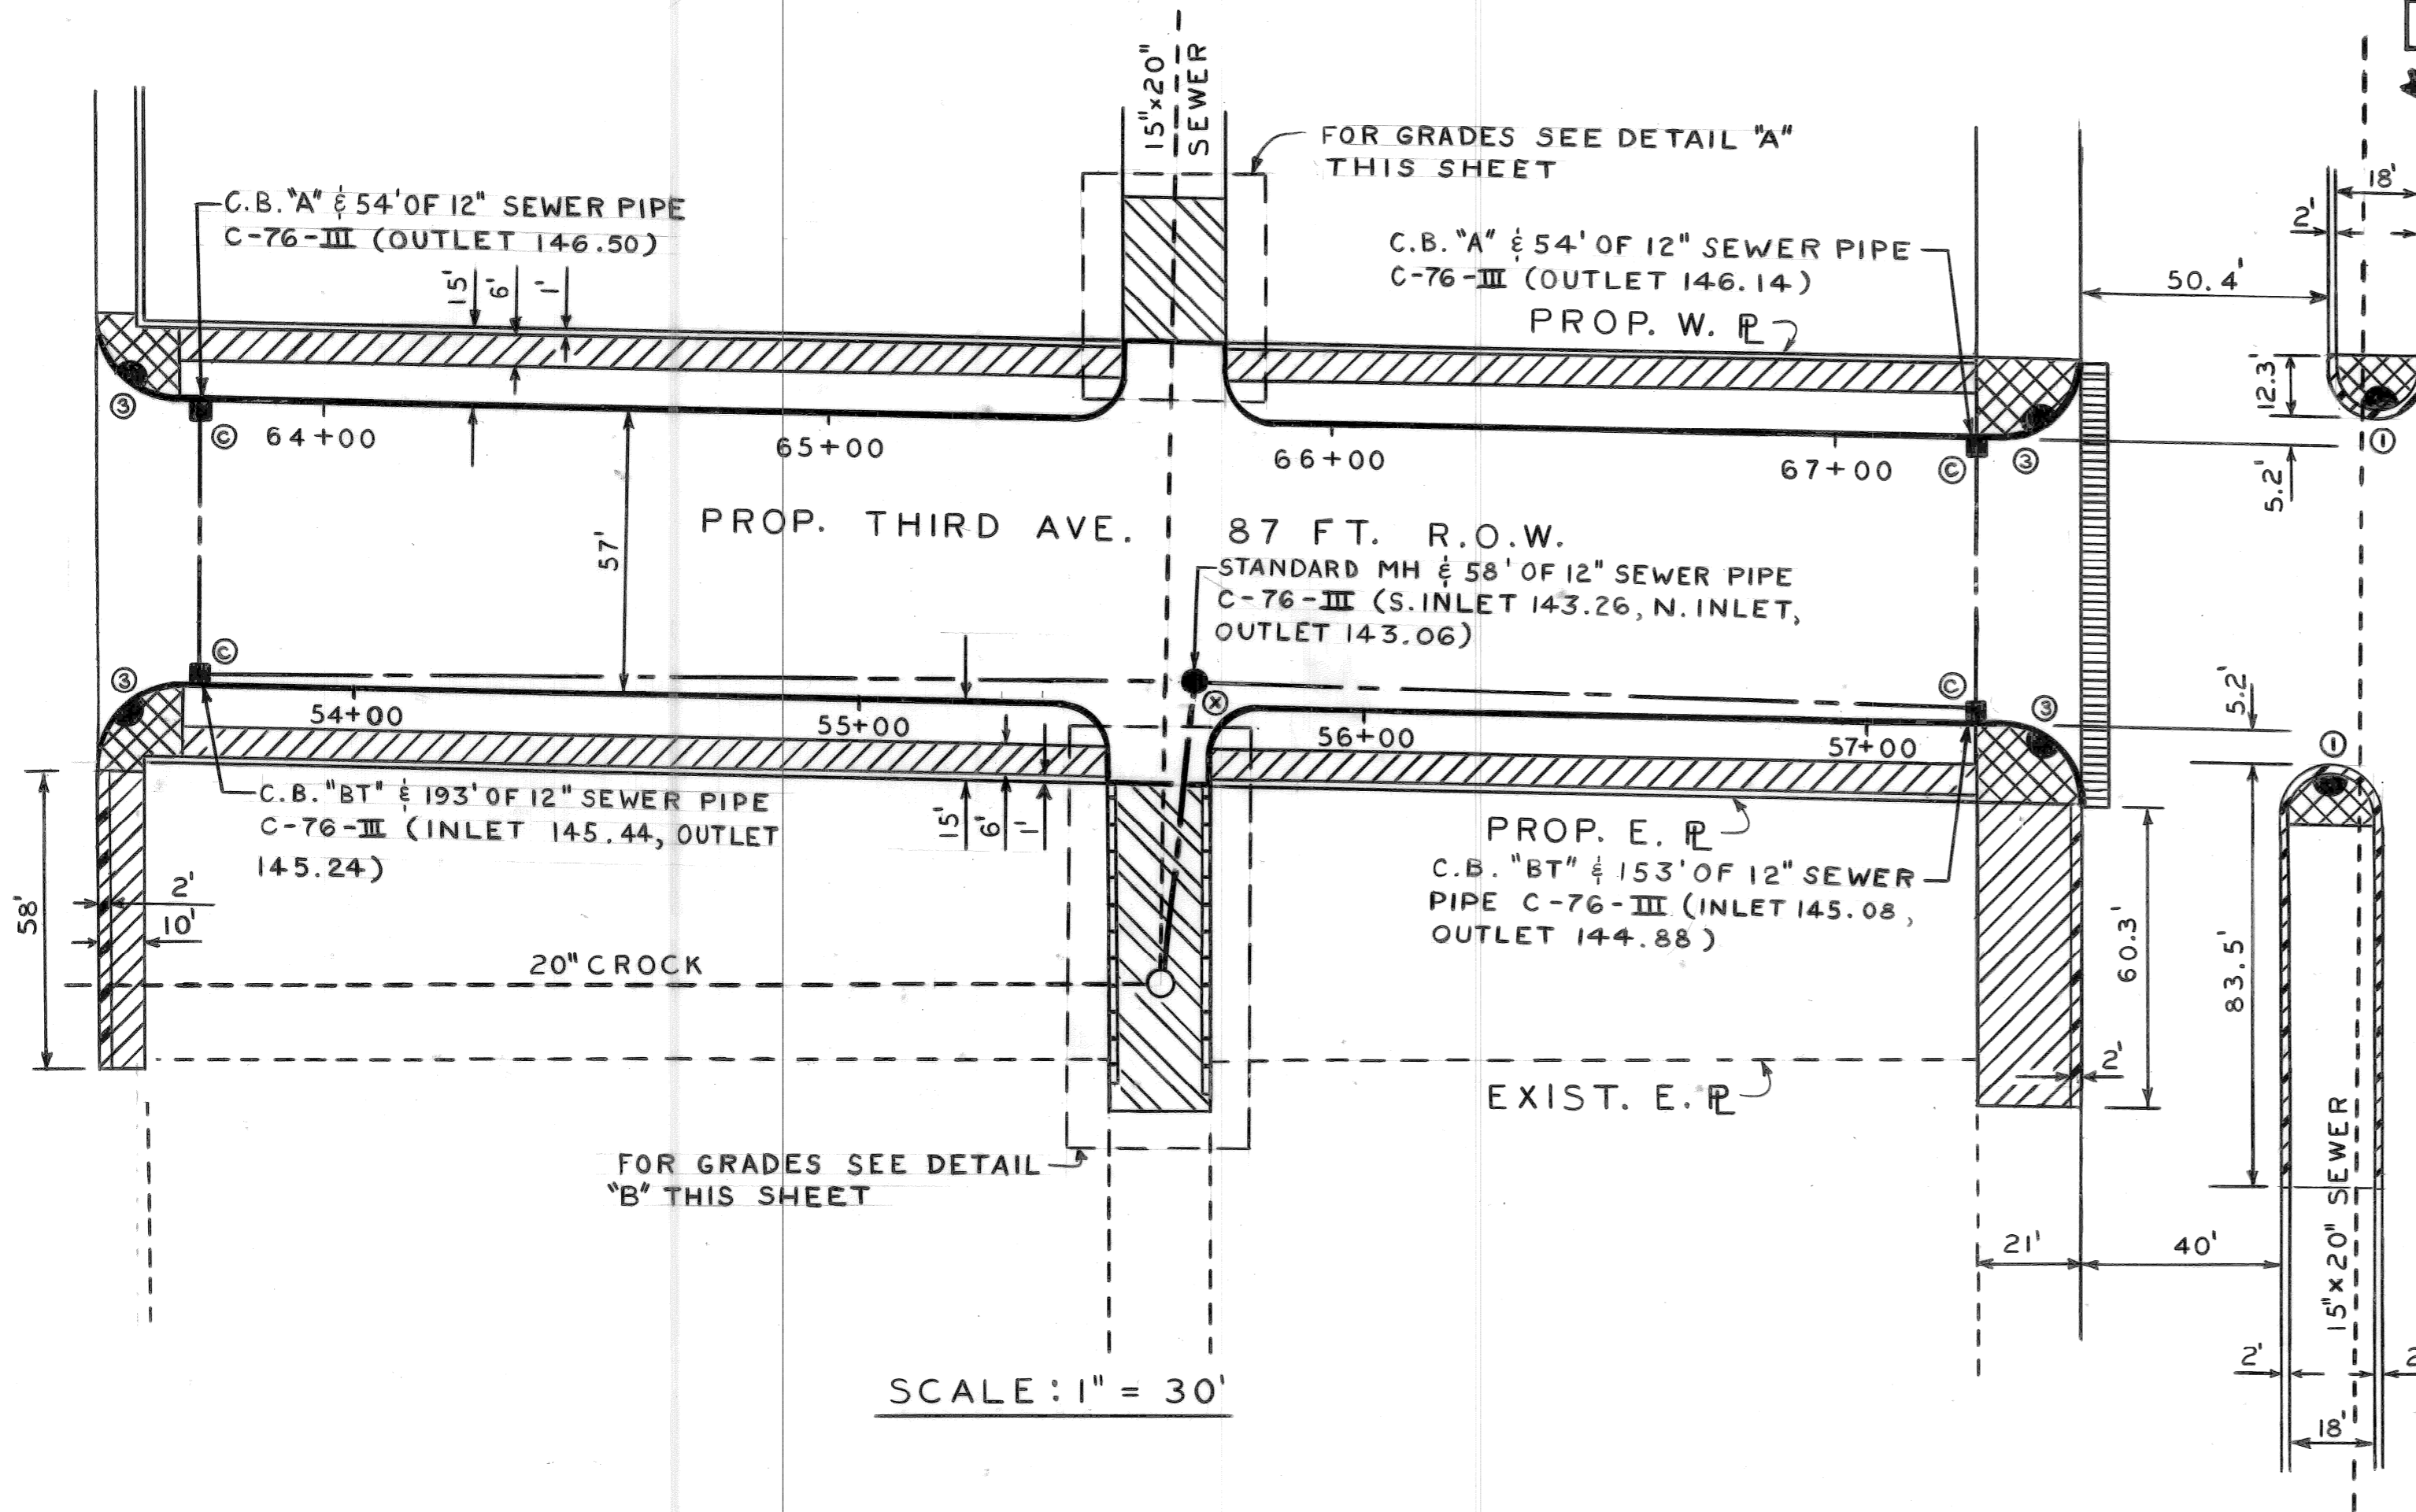 15"x20"
SEWER
FOR GRADES SEE DETAIL "A"
THIS SHEET
C.B. "A" & 54' OF 12" SEWER PIPE
C-76-III (OUTLET 146.50)
15'
6'
1'
C.B. "A" & 54' OF 12" SEWER PIPE
C-76-III (OUTLET 146.14)
PROP. W. PL
18'
2'
50.4'
12.3'
5.2'
3
C
64+00
65+00
66+00
67+00
C
3
1
57'
PROP. THIRD AVE. 87 FT. R.O.W.
STANDARD MH & 58' OF 12" SEWER PIPE
C-76-III (S. INLET 143.26, N. INLET,
OUTLET 143.06)
3
C
X
C
3
5.2'
1
54+00
55+00
56+00
57+00
C.B. "BT" & 193' OF 12" SEWER PIPE
C-76-III (INLET 145.44, OUTLET
145.24)
15'
6'
1'
PROP. E. PL
C.B. "BT" & 153' OF 12" SEWER
PIPE C-76-III (INLET 145.08,
OUTLET 144.88)
58'
2'
10'
20" CROCK
60.3'
83.5'
2'
EXIST. E. PL
FOR GRADES SEE DETAIL
"B" THIS SHEET
21'
40'
15"x20" SEWER
2'
2
18'
SCALE: 1" = 30'